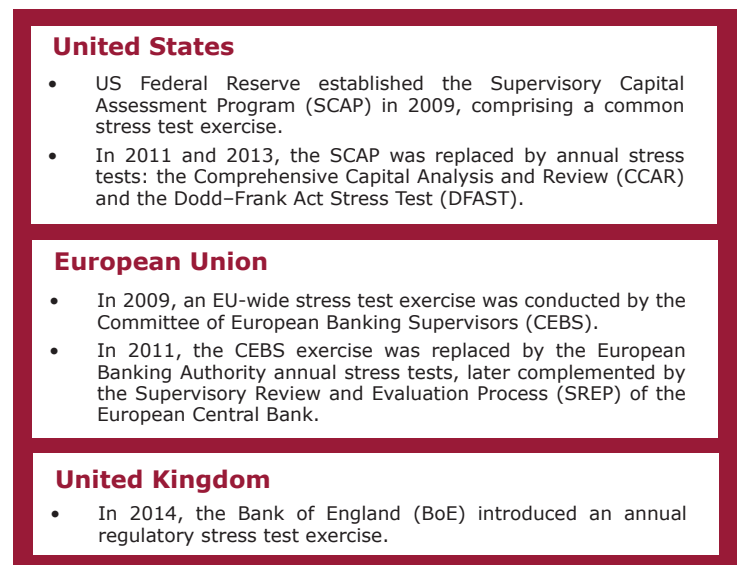 United States
• US Federal Reserve established the Supervisory Capital
Assessment Program (SCAP) in 2009, comprising a common
stress test exercise.
• In 2011 and 2013, the SCAP was replaced by annual stress
tests: the Comprehensive Capital Analysis and Review (CCAR)
and the Dodd–Frank Act Stress Test (DFAST).
European Union
• In 2009, an EU-wide stress test exercise was conducted by the
Committee of European Banking Supervisors (CEBS).
• In 2011, the CEBS exercise was replaced by the European
Banking Authority annual stress tests, later complemented by
the Supervisory Review and Evaluation Process (SREP) of the
European Central Bank.
United Kingdom
• In 2014, the Bank of England (BoE) introduced an annual
regulatory stress test exercise.